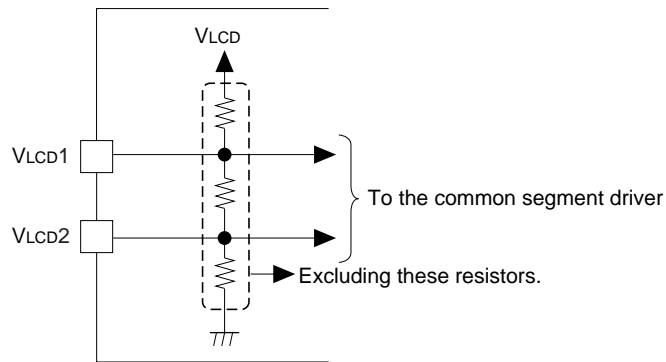 VLCD
VLCD1
To the common segment driver
VLCD2
Excluding these resistors.